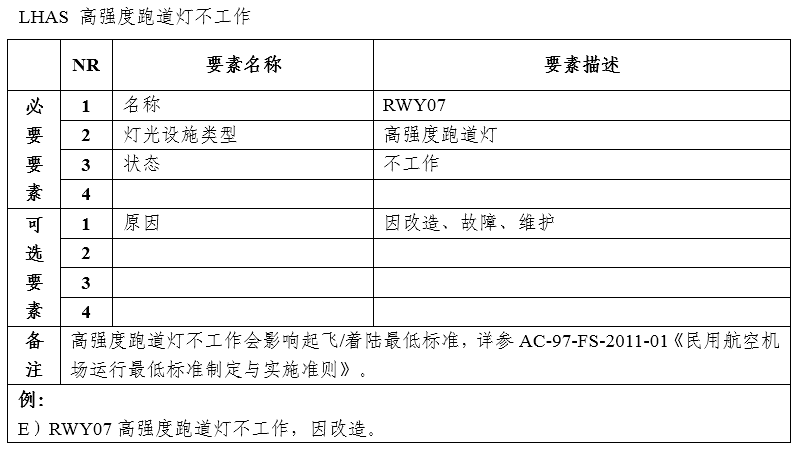 LHAS 高强度跑道灯不工作
NR 要素名称 要素描述
必要要素
1 名称 RWY07
2 灯光设施类型 高强度跑道灯
3 状态 不工作
4
可选要素
1 原因 因改造、故障、维护
2
3
4
备注
高强度跑道灯不工作会影响起飞/着陆最低标准，详参 AC-97-FS-2011-01《民用航空机
场运行最低标准制定与实施准则》。
例：
E）RWY07 高强度跑道灯不工作，因改造。